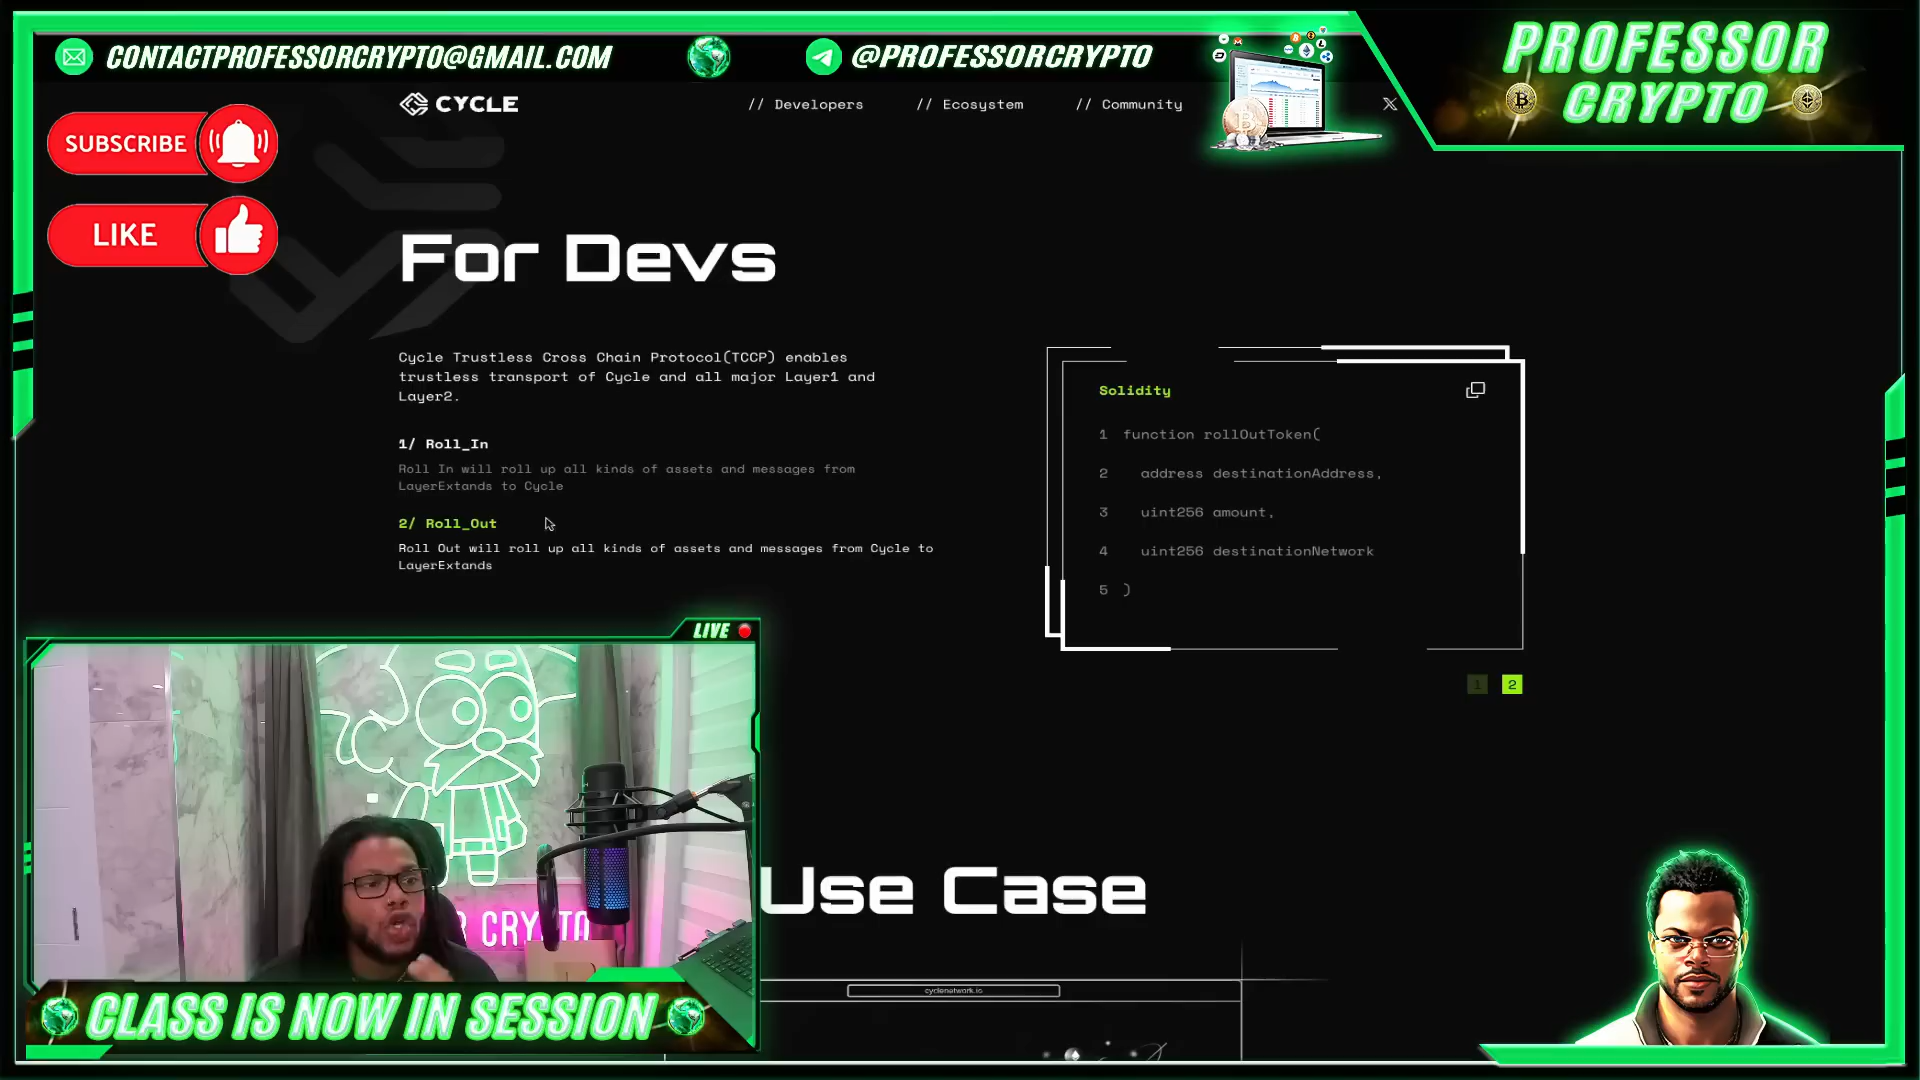 CONTACTPROFESSORCRYPTO@GMAIL.COM
@PROFESSORCRYPTO
PROFESSOR
CRYPTO
CYCLE
// Developers
// Ecosystem
// Community
SUBSCRIBE
LIKE
For Devs
Cycle Trustless Cross Chain Protocol(TCCP) enables
trustless transport of Cycle and all major Layer1 and
Layer2.
1/ Roll_In
Roll In will roll up all kinds of assets and messages from
LayerExtands to Cycle
2/ Roll_Out
Roll Out will roll up all kinds of assets and messages from Cycle to
LayerExtands
Solidity
1 function rollOutToken(
2 address destinationAddress,
3 uint256 amount,
4 uint256 destinationNetwork
5 )
1 2
LIVE
Use Case
cyclenetwork.io
CLASS IS NOW IN SESSION